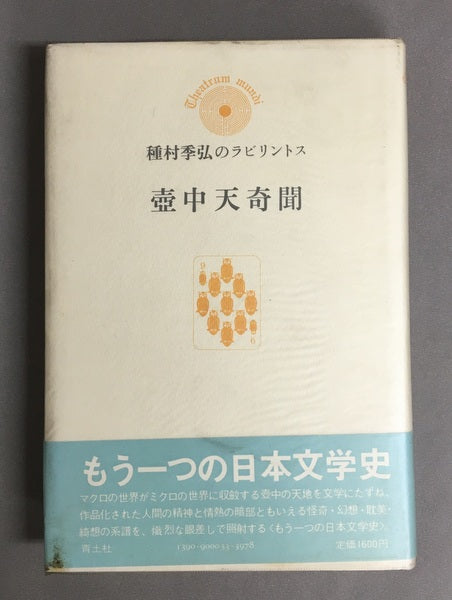 Theatrum mundi
種村季弘のラビリントス
壺中天奇聞
9
9
もう一つの日本文学史
マクロの世界がミクロの世界に収斂する壺中の天地を文学にたずね、
作品化された人間の精神と情熱の暗部ともいえる怪奇・幻想・耽美・
綺想の系譜を、熾烈な眼差しで照射する〈もう一つの日本文学史〉。
青土社
1390-900033-3978
定価1600円